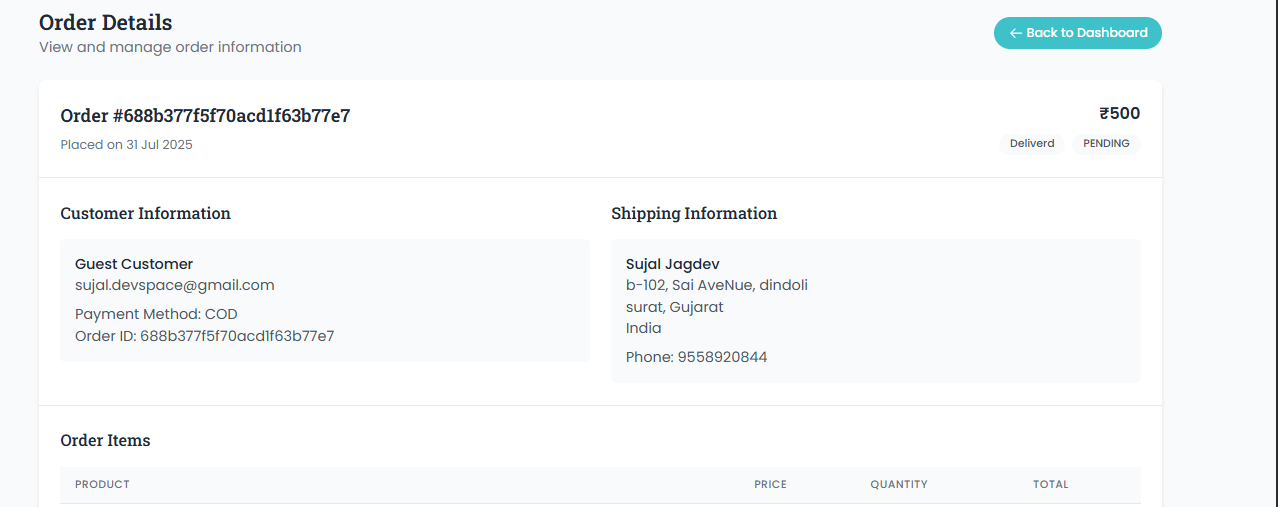 Order Details
View and manage order information
← Back to Dashboard
Order #688b377f5f70acd1f63b77e7
₹500
Placed on 31 Jul 2025
Deliverd
PENDING
Customer Information
Guest Customer
sujal.devspace@gmail.com
Payment Method: COD
Order ID: 688b377f5f70acd1f63b77e7
Shipping Information
Sujal Jagdev
b-102, Sai AveNue, dindoli
surat, Gujarat
India
Phone: 9558920844
Order Items
PRODUCT PRICE QUANTITY TOTAL